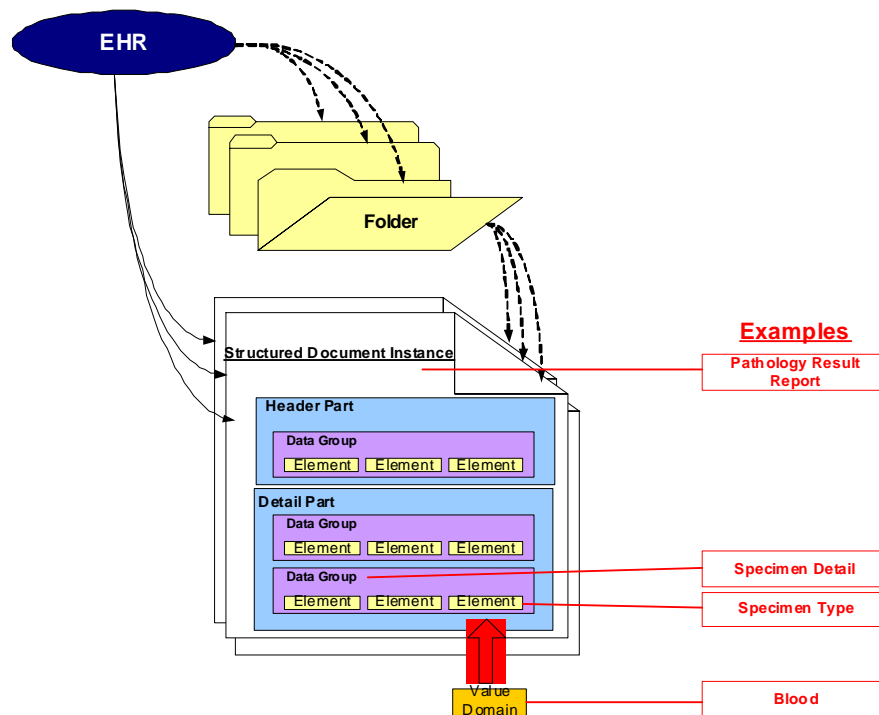 EHR
Folder
Examples
Structured Document Instance
Pathology Result
Report
Header Part
Data Group
Element Element Element
Detail Part
Data Group
Element Element Element
Data Group
Element Element Element
Specimen Detail
Specimen Type
Value
Domain
Blood